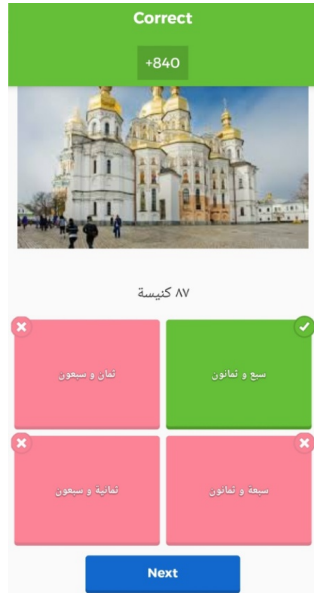 Correct
+840
٨٧ كنيسة
سبع و ثمانون
ثمان و سبعون
سبعة و ثمانون
ثمانية و سبعون
Next